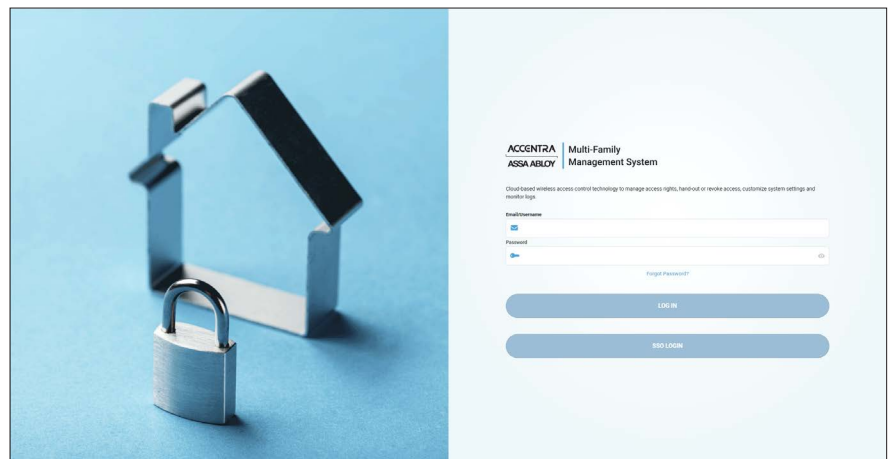 ACCENTRA
ASSA ABLOY
Multi-Family
Management System
Cloud-based wireless access control technology to manage access rights, hand-out or revoke access, customize system settings and
monitor logs.
Email/Username
Password
Forgot Password?
LOG IN
SSO LOGIN